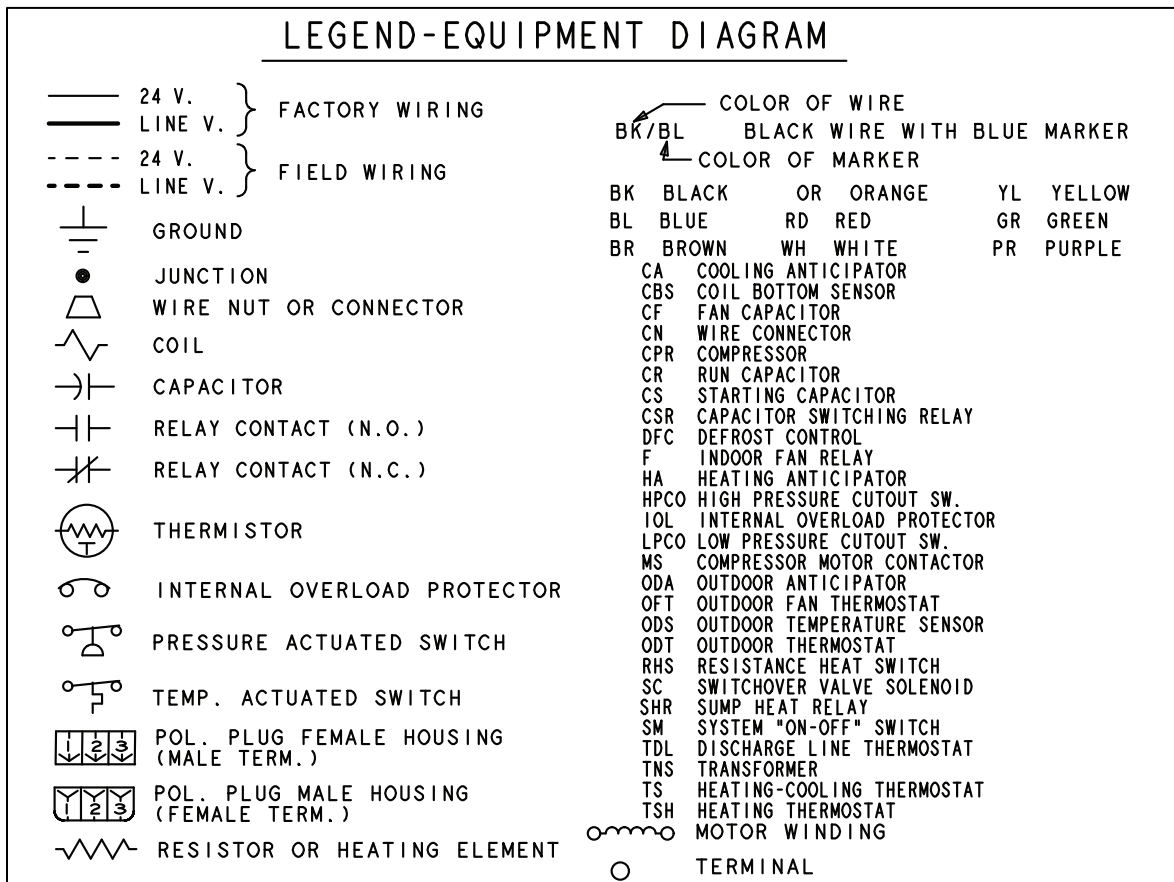 LEGEND-EQUIPMENT DIAGRAM
24 V.
LINE V.
FACTORY WIRING
24 V.
LINE V.
FIELD WIRING
GROUND
JUNCTION
WIRE NUT OR CONNECTOR
COIL
CAPACITOR
RELAY CONTACT (N.O.)
RELAY CONTACT (N.C.)
T
THERMISTOR
INTERNAL OVERLOAD PROTECTOR
PRESSURE ACTUATED SWITCH
TEMP. ACTUATED SWITCH
1 2 3
POL. PLUG FEMALE HOUSING
(MALE TERM.)
1 2 3
POL. PLUG MALE HOUSING
(FEMALE TERM.)
RESISTOR OR HEATING ELEMENT
COLOR OF WIRE
BK/BL BLACK WIRE WITH BLUE MARKER
COLOR OF MARKER
BK BLACK OR ORANGE YL YELLOW
BL BLUE RD RED GR GREEN
BR BROWN WH WHITE PR PURPLE
CA COOLING ANTICIPATOR
CBS COIL BOTTOM SENSOR
CF FAN CAPACITOR
CN WIRE CONNECTOR
CPR COMPRESSOR
CR RUN CAPACITOR
CS STARTING CAPACITOR
CSR CAPACITOR SWITCHING RELAY
DFC DEFROST CONTROL
F INDOOR FAN RELAY
HA HEATING ANTICIPATOR
HPCO HIGH PRESSURE CUTOUT SW.
IOL INTERNAL OVERLOAD PROTECTOR
LPCO LOW PRESSURE CUTOUT SW.
MS COMPRESSOR MOTOR CONTACTOR
ODA OUTDOOR ANTICIPATOR
OFT OUTDOOR FAN THERMOSTAT
ODS OUTDOOR TEMPERATURE SENSOR
ODT OUTDOOR THERMOSTAT
RHS RESISTANCE HEAT SWITCH
SC SWITCHOVER VALVE SOLENOID
SHR SUMP HEAT RELAY
SM SYSTEM "ON-OFF" SWITCH
TDL DISCHARGE LINE THERMOSTAT
TNS TRANSFORMER
TS HEATING-COOLING THERMOSTAT
TSH HEATING THERMOSTAT
MOTOR WINDING
TERMINAL